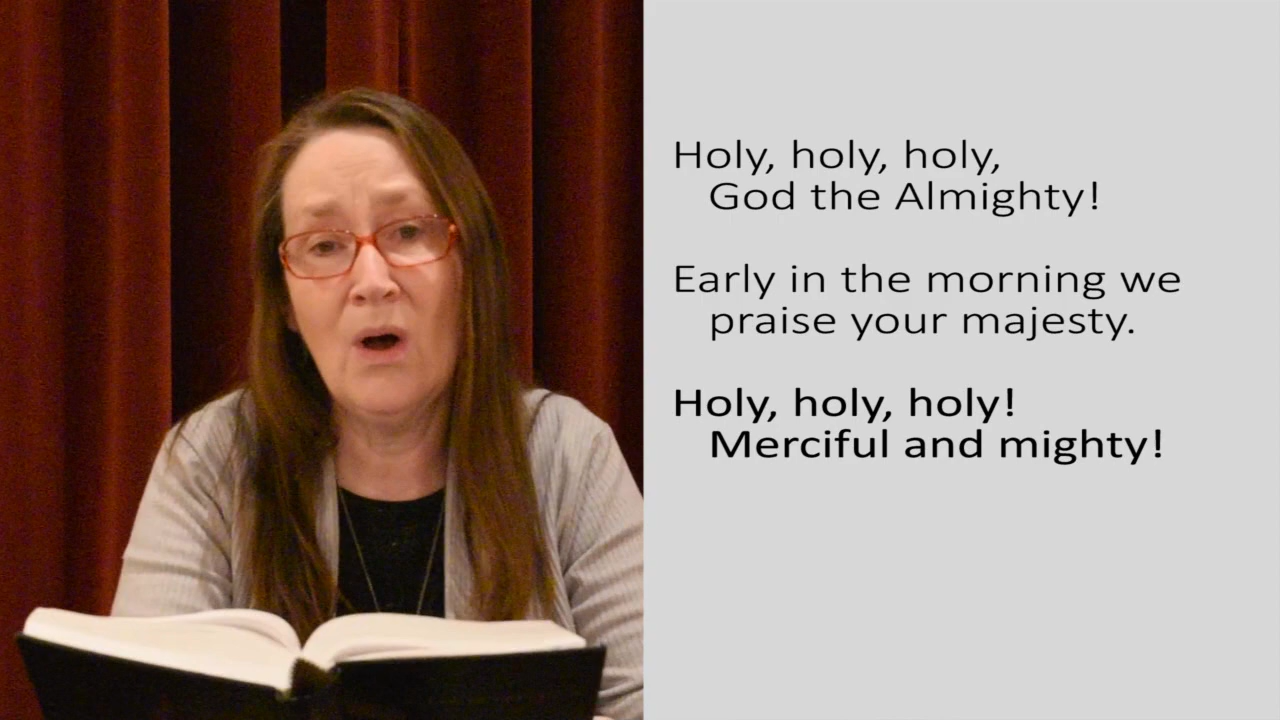 Holy, holy, holy,
God the Almighty!
Early in the morning we
praise your majesty.
Holy, holy, holy!
Merciful and mighty!